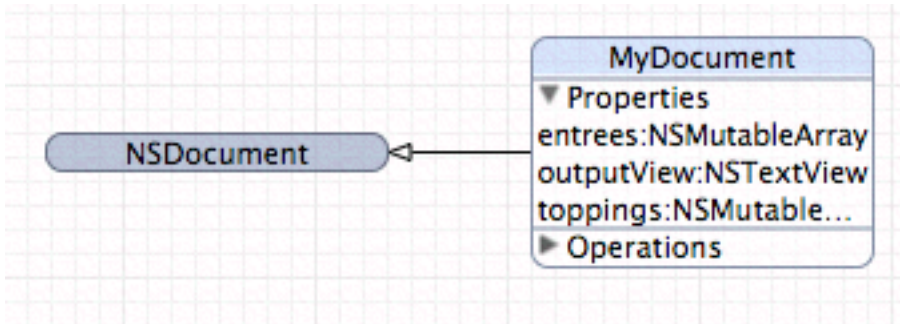 MyDocument
Properties
NSDocument
entrees:NSMutableArray
outputView:NSTextView
toppings:NSMutable...
Operations